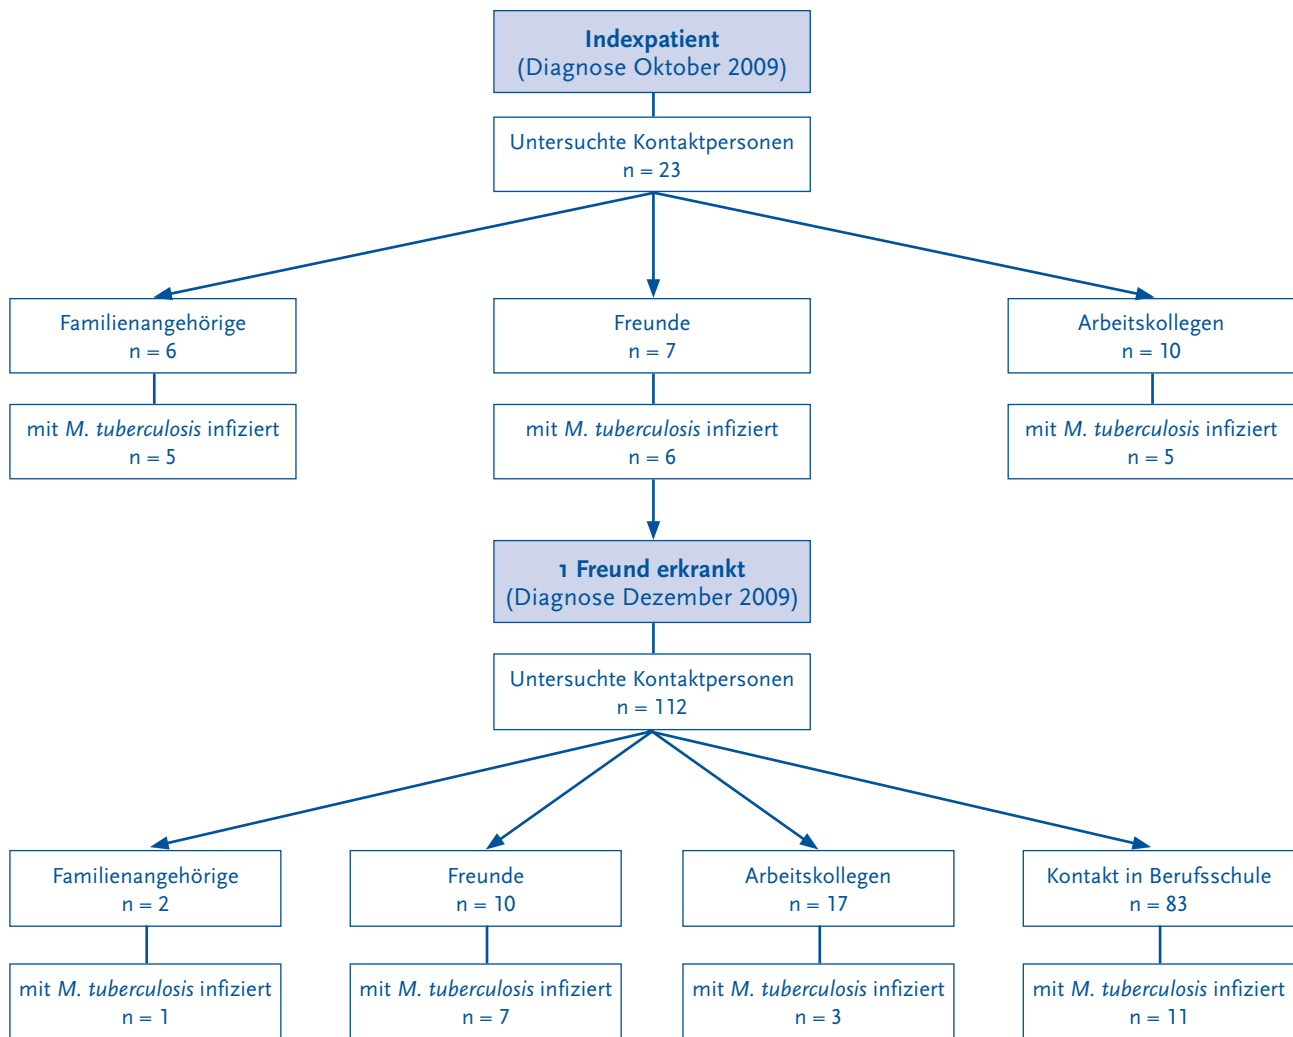 Indexpatient
(Diagnose Oktober 2009)
Untersuchte Kontaktpersonen
n = 23
Familienangehörige
n = 6
Freunde
n = 7
Arbeitskollegen
n = 10
mit M. tuberculosis infiziert
n = 5
mit M. tuberculosis infiziert
n = 6
mit M. tuberculosis infiziert
n = 5
1 Freund erkrankt
(Diagnose Dezember 2009)
Untersuchte Kontaktpersonen
n = 112
Familienangehörige
n = 2
Freunde
n = 10
Arbeitskollegen
n = 17
Kontakt in Berufsschule
n = 83
mit M. tuberculosis infiziert
n = 1
mit M. tuberculosis infiziert
n = 7
mit M. tuberculosis infiziert
n = 3
mit M. tuberculosis infiziert
n = 11